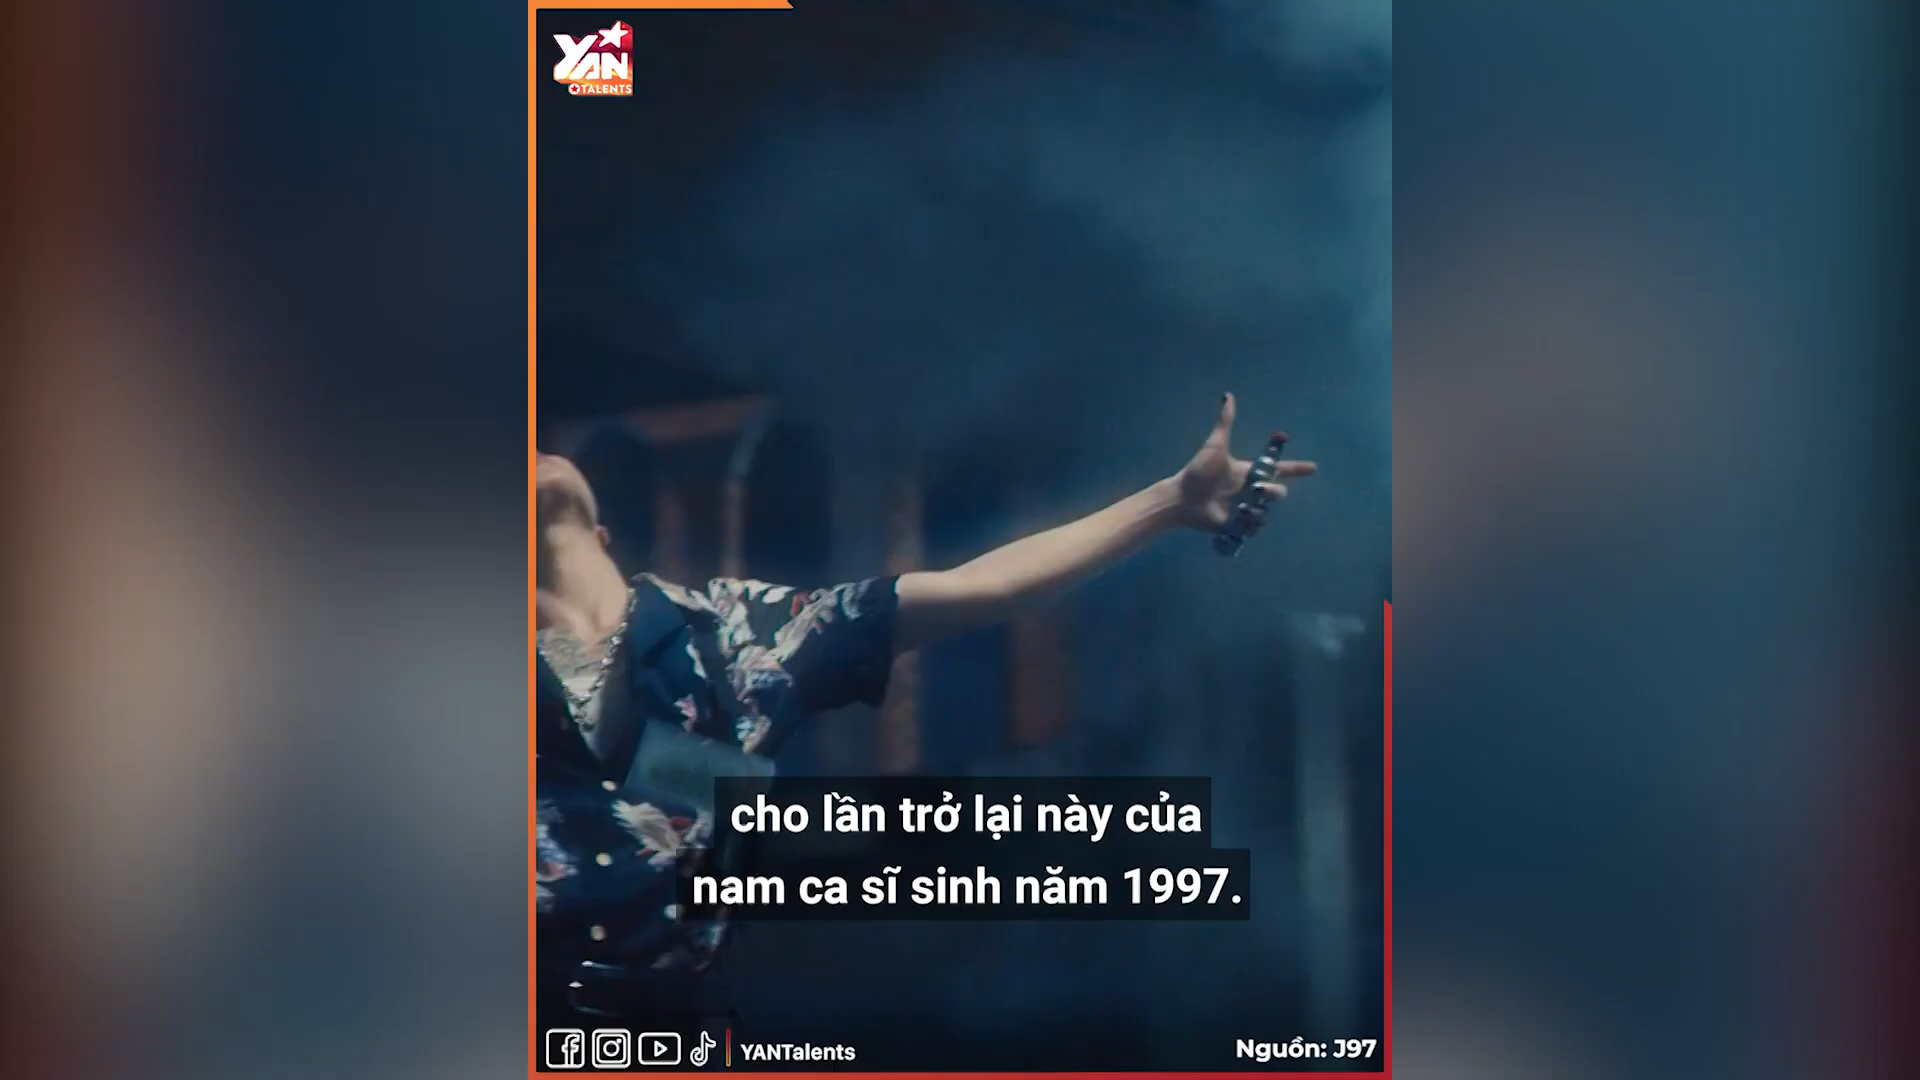 YAN
TALENTS
cho lần trở lại này của
nam ca sĩ sinh năm 1997.
YANTalents
Nguồn: J97